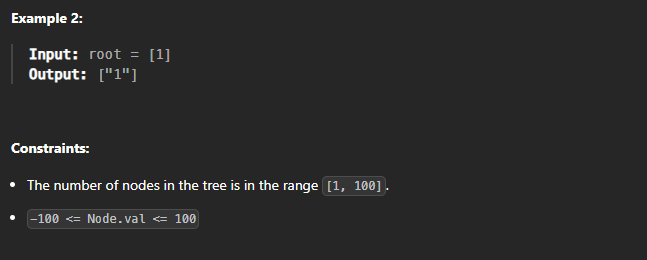 Example 2:
Input: root = [1]
Output: ["1"]
Constraints:
• The number of nodes in the tree is in the range [1, 100].
• -100 <= Node.val <= 100